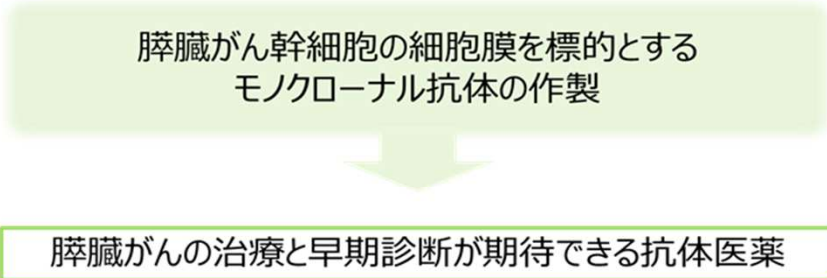 膵臓がん幹細胞の細胞膜を標的とする
モノクローナル抗体の作製
膵臓がんの治療と早期診断が期待できる抗体医薬